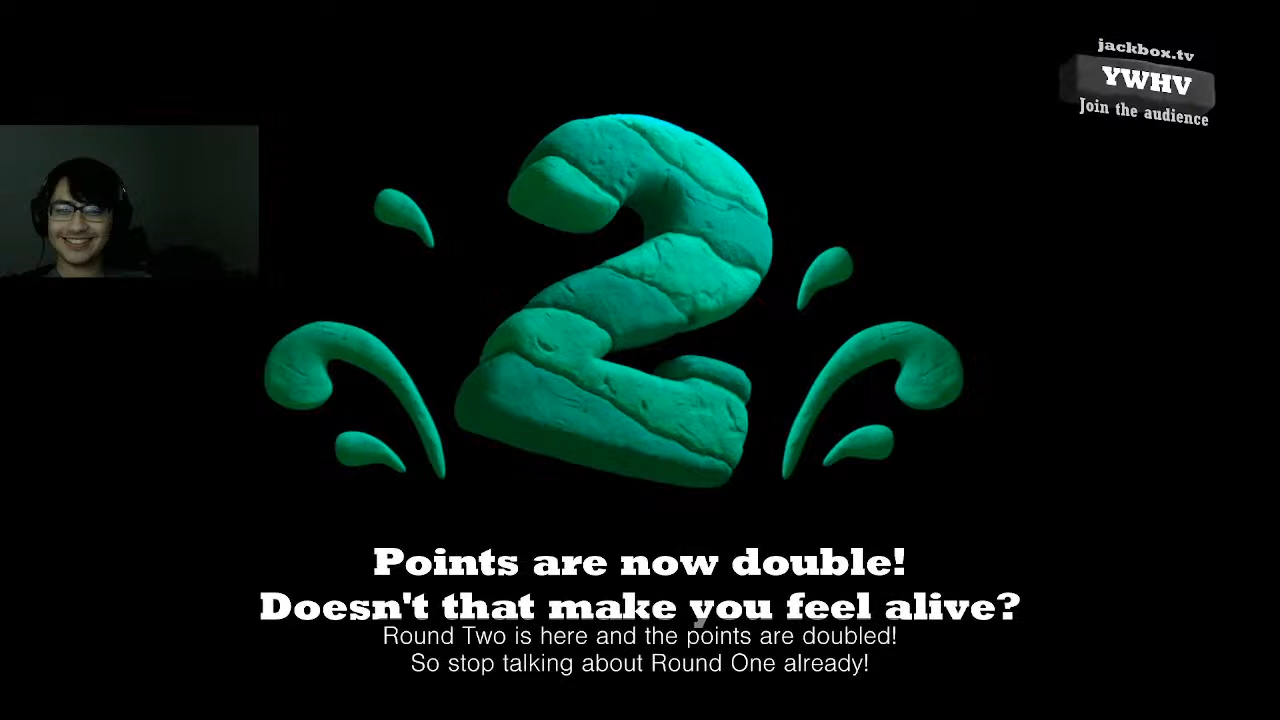 jackbox.tv
YWHV
Join the audience
2
Points are now double!
Doesn't that make you feel alive?
Round Two is here and the points are doubled!
So stop talking about Round One already!